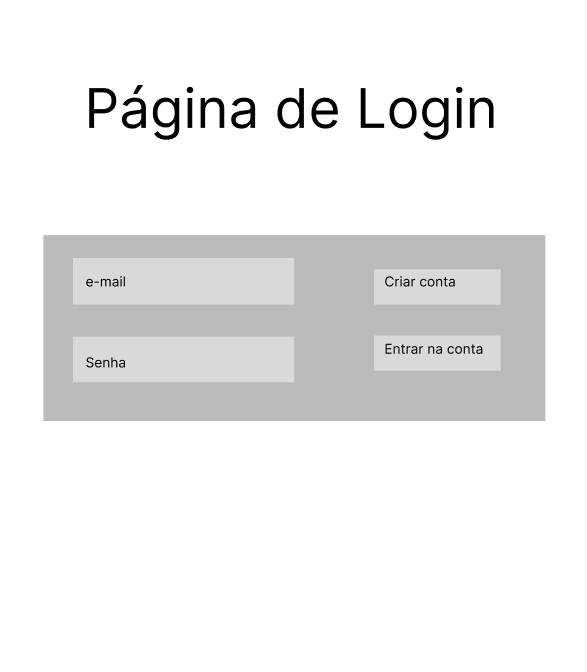 Página de Login
e-mail
Criar conta
Senha
Entrar na conta